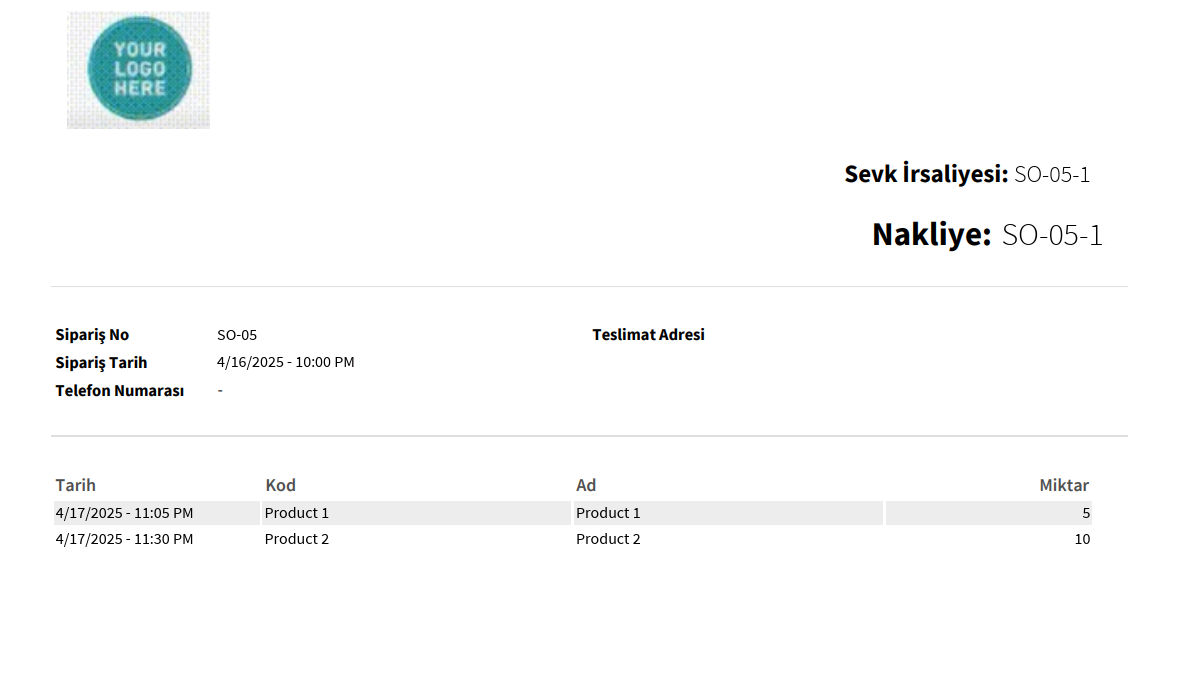 YOUR
LOGO
HERE
Sevk İrsaliyesi: SO-05-1
Nakliye: SO-05-1
Sipariş No SO-05 Teslimat Adresi
Sipariş Tarih 4/16/2025 - 10:00 PM
Telefon Numarası -
Tarih Kod Ad Miktar
4/17/2025 - 11:05 PM Product 1 Product 1 5
4/17/2025 - 11:30 PM Product 2 Product 2 10